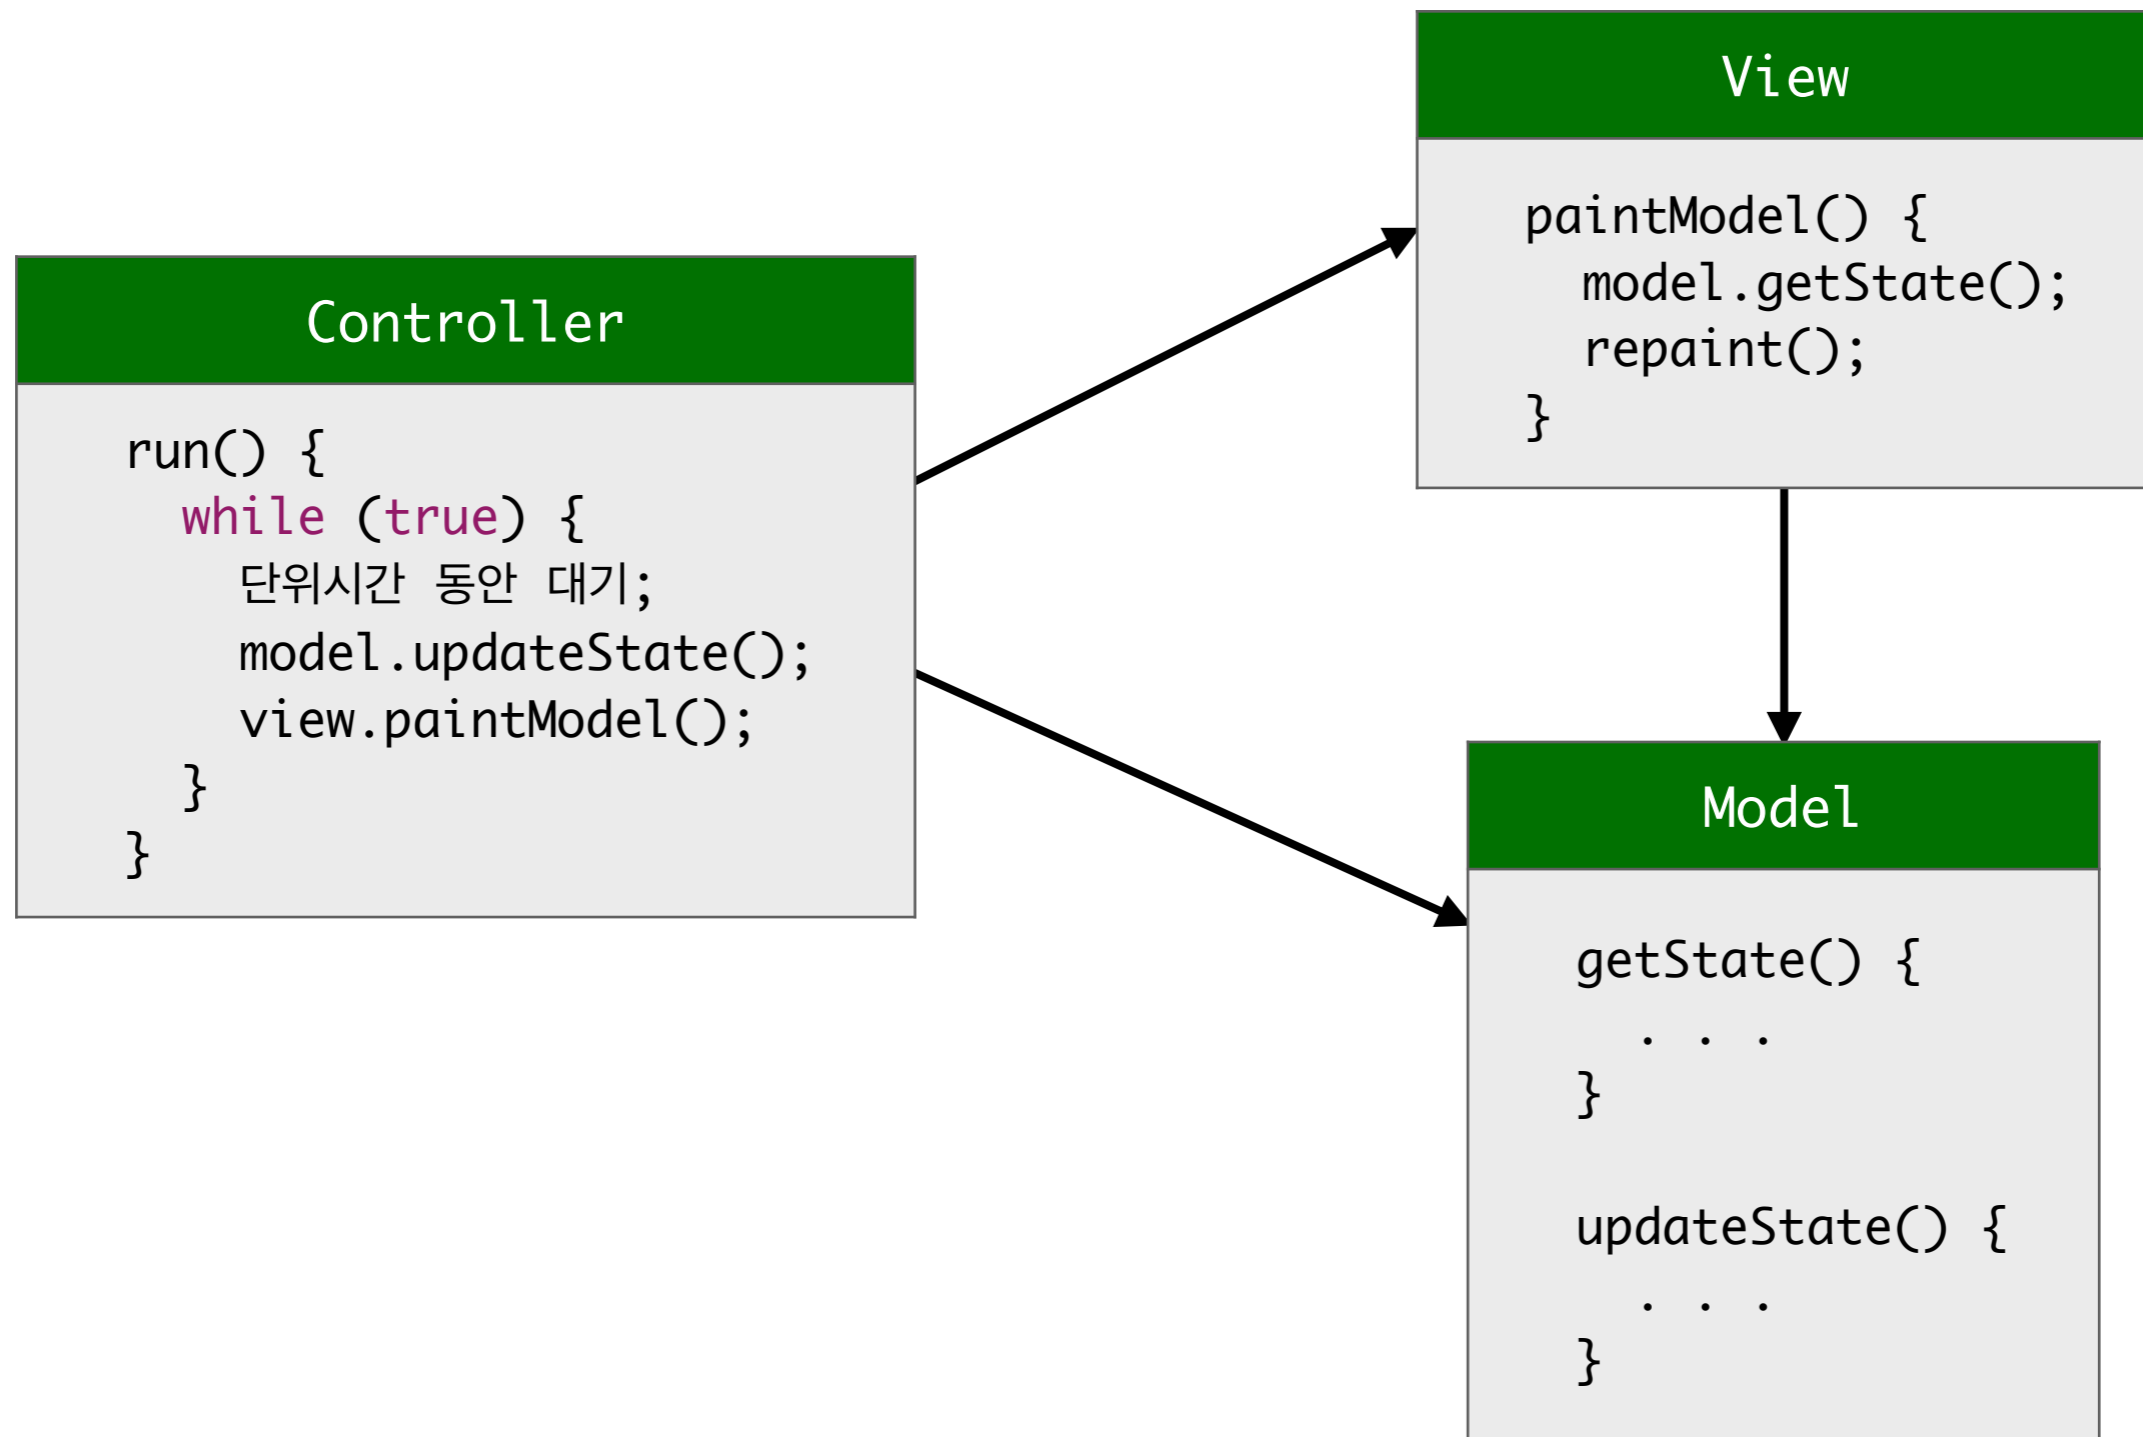 Controller
run() {
while (true) {
단위시간 동안 대기;
model.updateState();
view.paintModel();
}
}
View
paintModel() {
model.getState();
repaint();
}
Model
getState() {
. . .
}
updateState() {
. . .
}